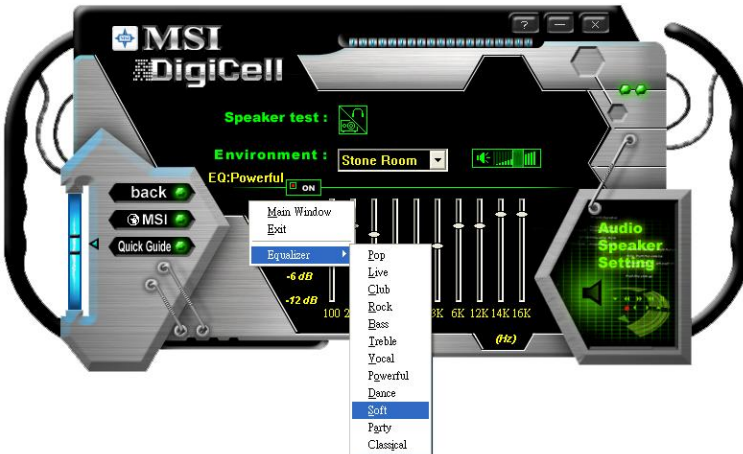 MSI
DigiCell
? — X
Speaker test :
Environment : Stone Room
EQ:Powerful ON
back
MSI
Quick Guide
Main Window
Exit
Equalizer
-6 dB
-12 dB
100 3K 6K 12K 14K 16K
(Hz)
Pop
Live
Club
Rock
Bass
Treble
Vocal
Powerful
Dance
Soft
Party
Classical
Audio
Speaker
Setting